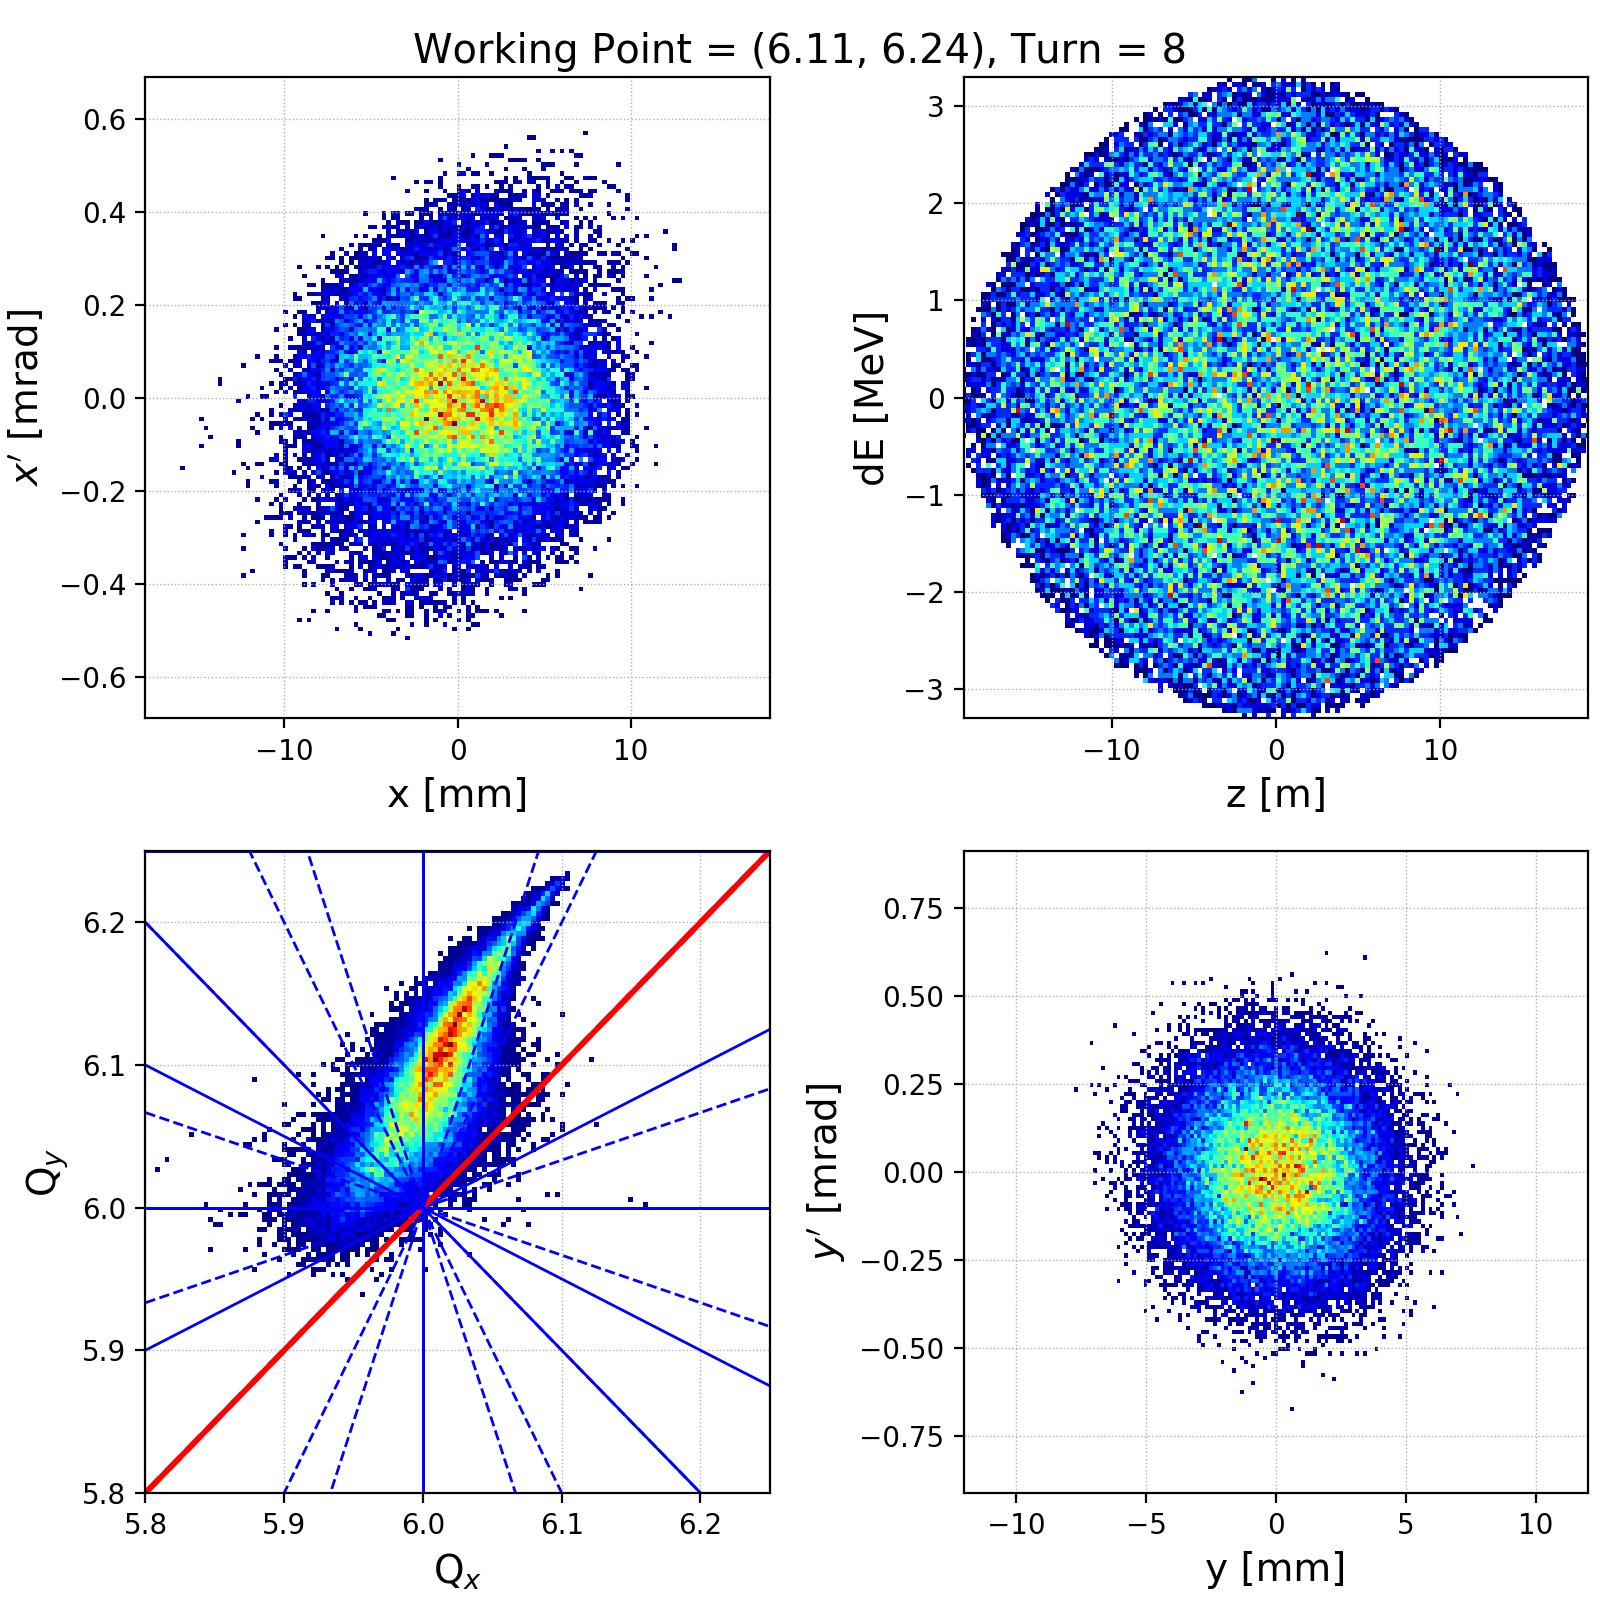 Working Point = (6.11, 6.24), Turn = 8
0.6
0.4
0.2
0.0
−0.2
−0.4
−0.6
x′ [mrad]
−10 0 10
x [mm]
3
2
1
0
−1
−2
−3
dE [MeV]
−10 0 10
z [m]
6.2
6.1
6.0
5.9
5.8
Qy
5.8 5.9 6.0 6.1 6.2
Qx
0.75
0.50
0.25
0.00
−0.25
−0.50
−0.75
y′ [mrad]
−10 −5 0 5 10
y [mm]